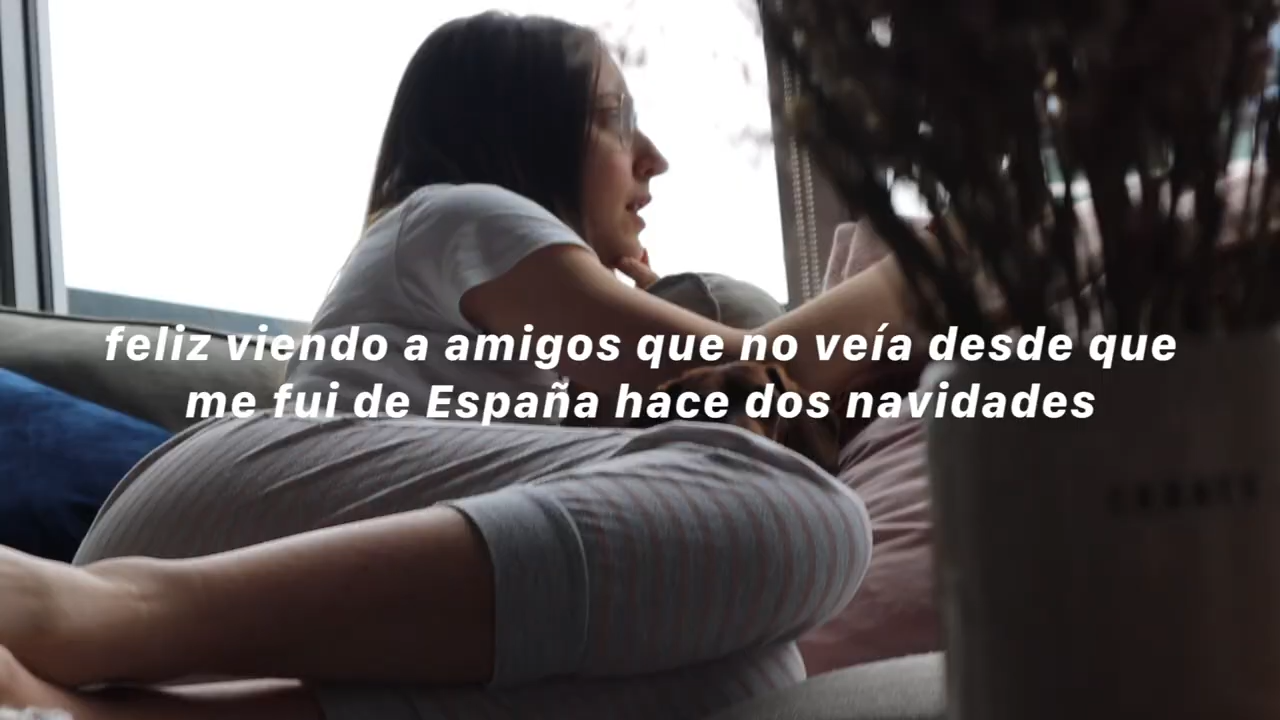 feliz viendo a amigos que no veía desde que
me fui de España hace dos navidades